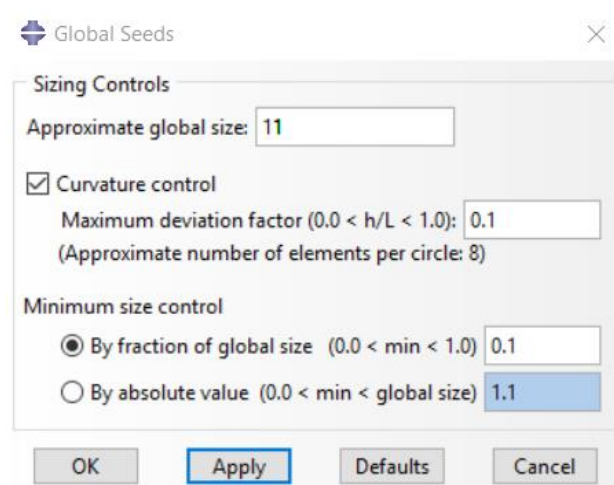 Global Seeds
Sizing Controls
Approximate global size: 11
Curvature control
Maximum deviation factor (0.0 < h/L < 1.0): 0.1
(Approximate number of elements per circle: 8)
Minimum size control
By fraction of global size (0.0 < min < 1.0) 0.1
By absolute value (0.0 < min < global size) 1.1
OK Apply Defaults Cancel